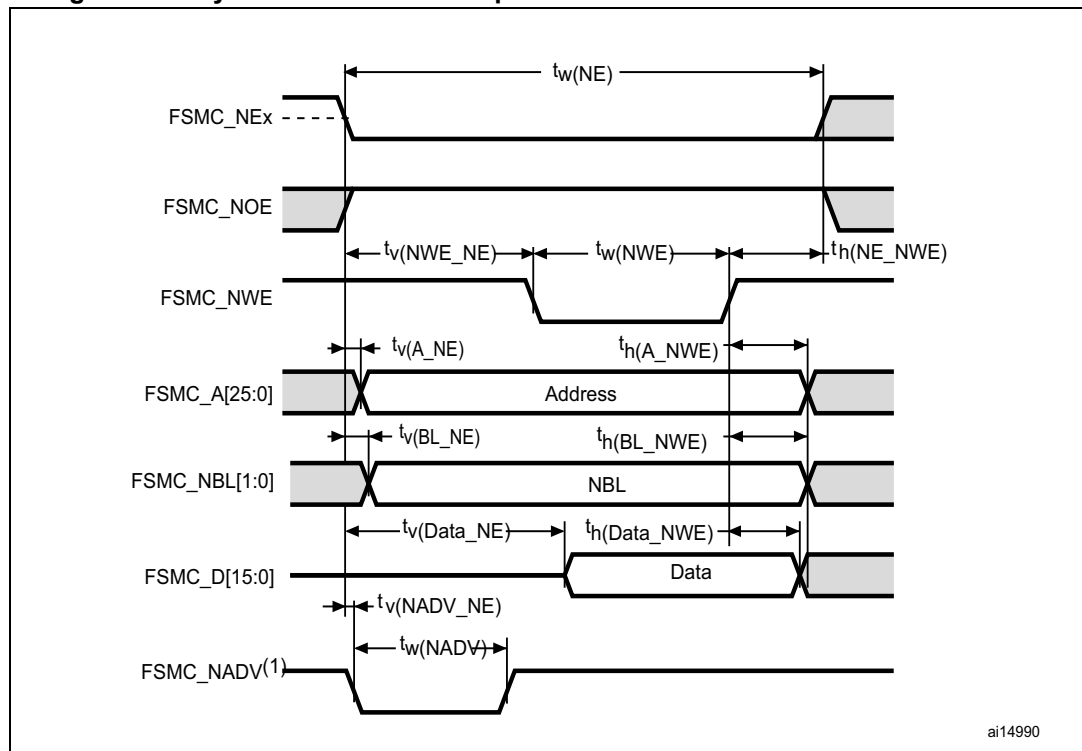 tw(NE)
FSMC_NEx
FSMC_NOE
tv(NWE_NE) tw(NWE) th(NE_NWE)
FSMC_NWE
tv(A_NE) th(A_NWE)
FSMC_A[25:0] Address
tv(BL_NE) th(BL_NWE)
FSMC_NBL[1:0] NBL
tv(Data_NE) th(Data_NWE)
FSMC_D[15:0] Data
tv(NADV_NE)
tw(NADV)
FSMC_NADV(1)
ai14990